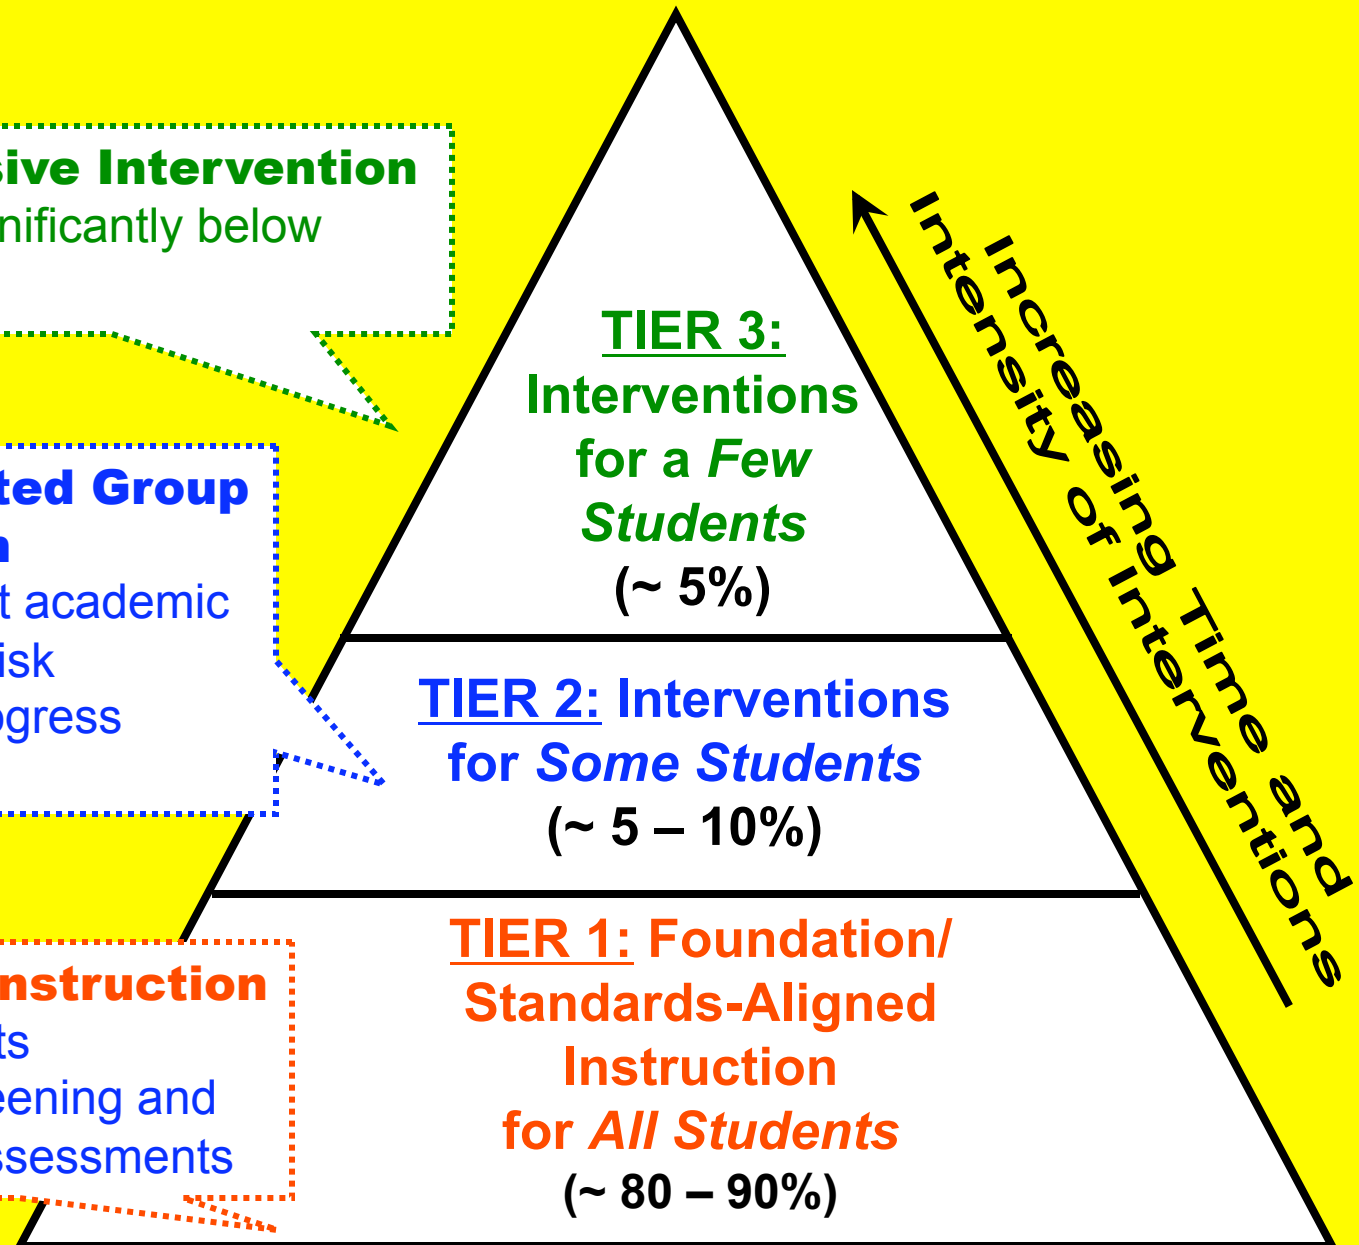 sive Intervention
nificantly below
TIER 3:
Interventions
for a Few
Students
(~ 5%)
Increasing Time and
Intensity of Interventions
ted Group
n
t academic
isk
ogress
TIER 2: Interventions
for Some Students
(~ 5 – 10%)
nstruction
ts
eening and
ssessments
TIER 1: Foundation/
Standards-Aligned
Instruction
for All Students
(~ 80 – 90%)